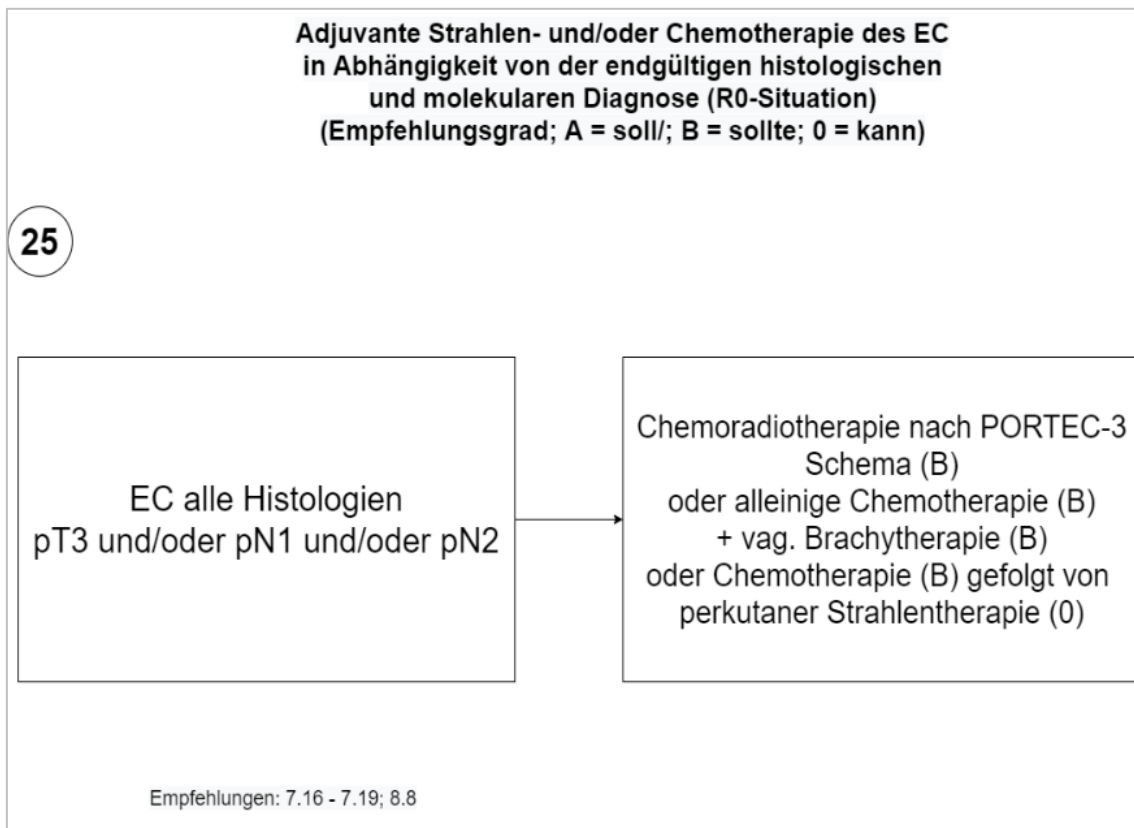 Adjuvante Strahlen- und/oder Chemotherapie des EC
in Abhängigkeit von der endgültigen histologischen
und molekularen Diagnose (R0-Situation)
(Empfehlungsgrad; A = soll/; B = sollte; 0 = kann)
25
EC alle Histologien
pT3 und/oder pN1 und/oder pN2
Chemoradiotherapie nach PORTEC-3
Schema (B)
oder alleinige Chemotherapie (B)
+ vag. Brachytherapie (B)
oder Chemotherapie (B) gefolgt von
perkutaner Strahlentherapie (0)
Empfehlungen: 7.16 - 7.19; 8.8